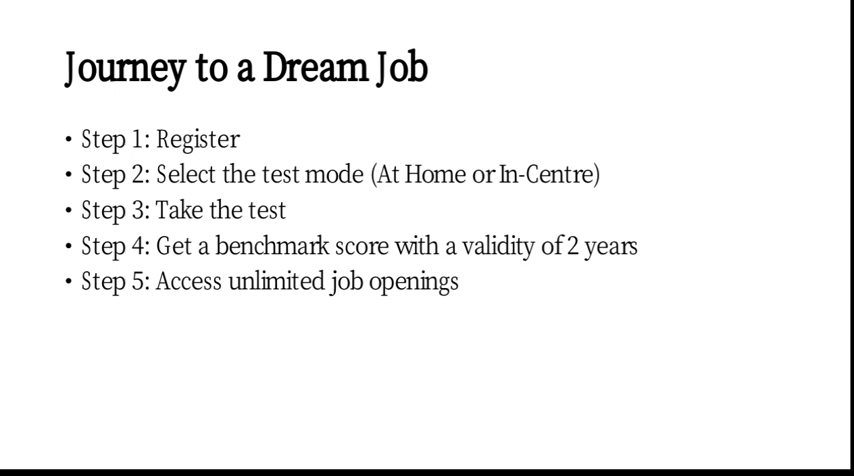 Journey to a Dream Job
• Step 1: Register
• Step 2: Select the test mode (At Home or In-Centre)
• Step 3: Take the test
• Step 4: Get a benchmark score with a validity of 2 years
• Step 5: Access unlimited job openings